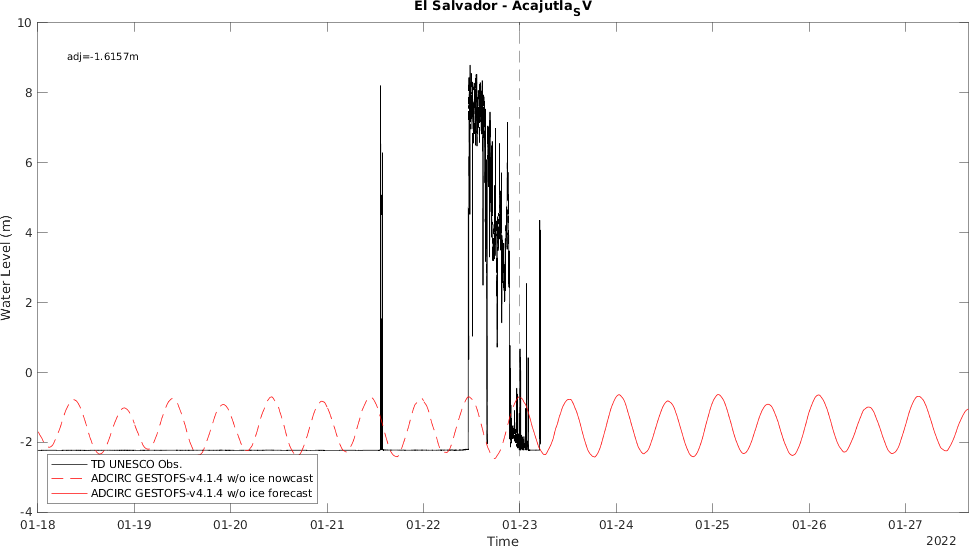 El Salvador - Acajutla_SV
adj=-1.6157m
10
8
6
4
2
0
-2
-4
Water Level (m)
TD UNESCO Obs.
ADCIRC GESTOFS-v4.1.4 w/o ice nowcast
ADCIRC GESTOFS-v4.1.4 w/o ice forecast
01-18 01-19 01-20 01-21 01-22 01-23 01-24 01-25 01-26 01-27
Time
2022